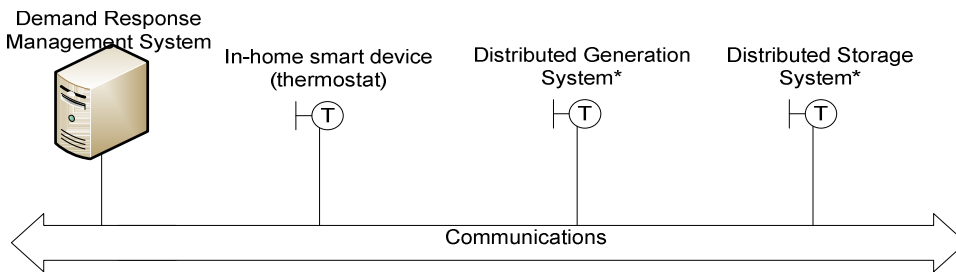 Demand Response
Management System
In-home smart device
(thermostat)
Distributed Generation
System*
Distributed Storage
System*
T
T
T
Communications